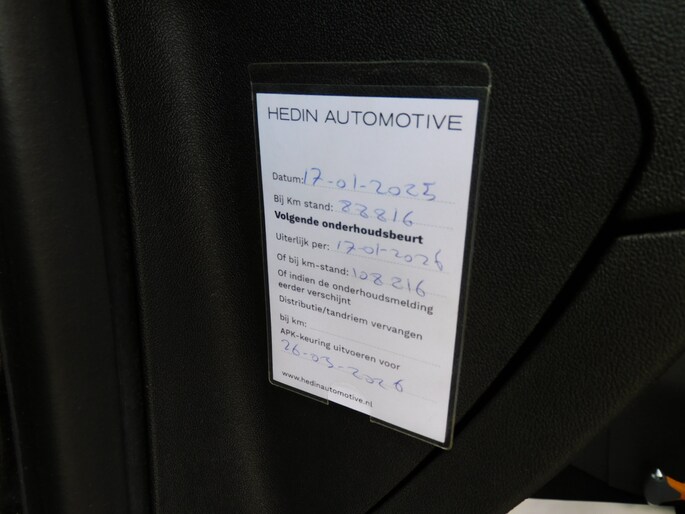 HEDIN AUTOMOTIVE
Datum: 17-01-2025
Bij Km stand: 88816
Volgende onderhoudsbeurt
Uiterlijk per: 17-01-2026
Of bij km-stand: 108216
Of indien de onderhoudsmelding
eerder verschijnt
Distributie/tandriem vervangen
bij km:
APK-keuring uitvoeren voor
26-03-2026
www.hedinautomotive.nl